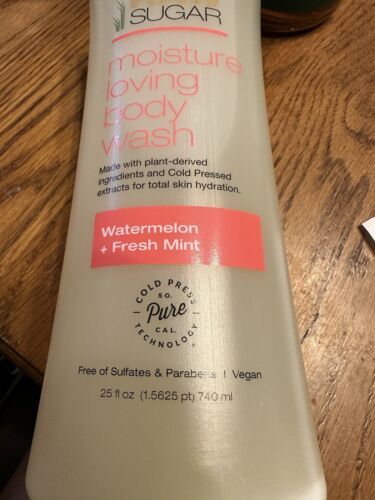 SUGAR
moisture
loving
body
wash
Made with plant-derived
ingredients and Cold Pressed
extracts for total skin hydration.
Watermelon
+ Fresh Mint
COLD PRESS
SO.
Pure
CAL.
TECHNOLOGY
Free of Sulfates & Parabens | Vegan
25 fl oz (1.5625 pt) 740 ml